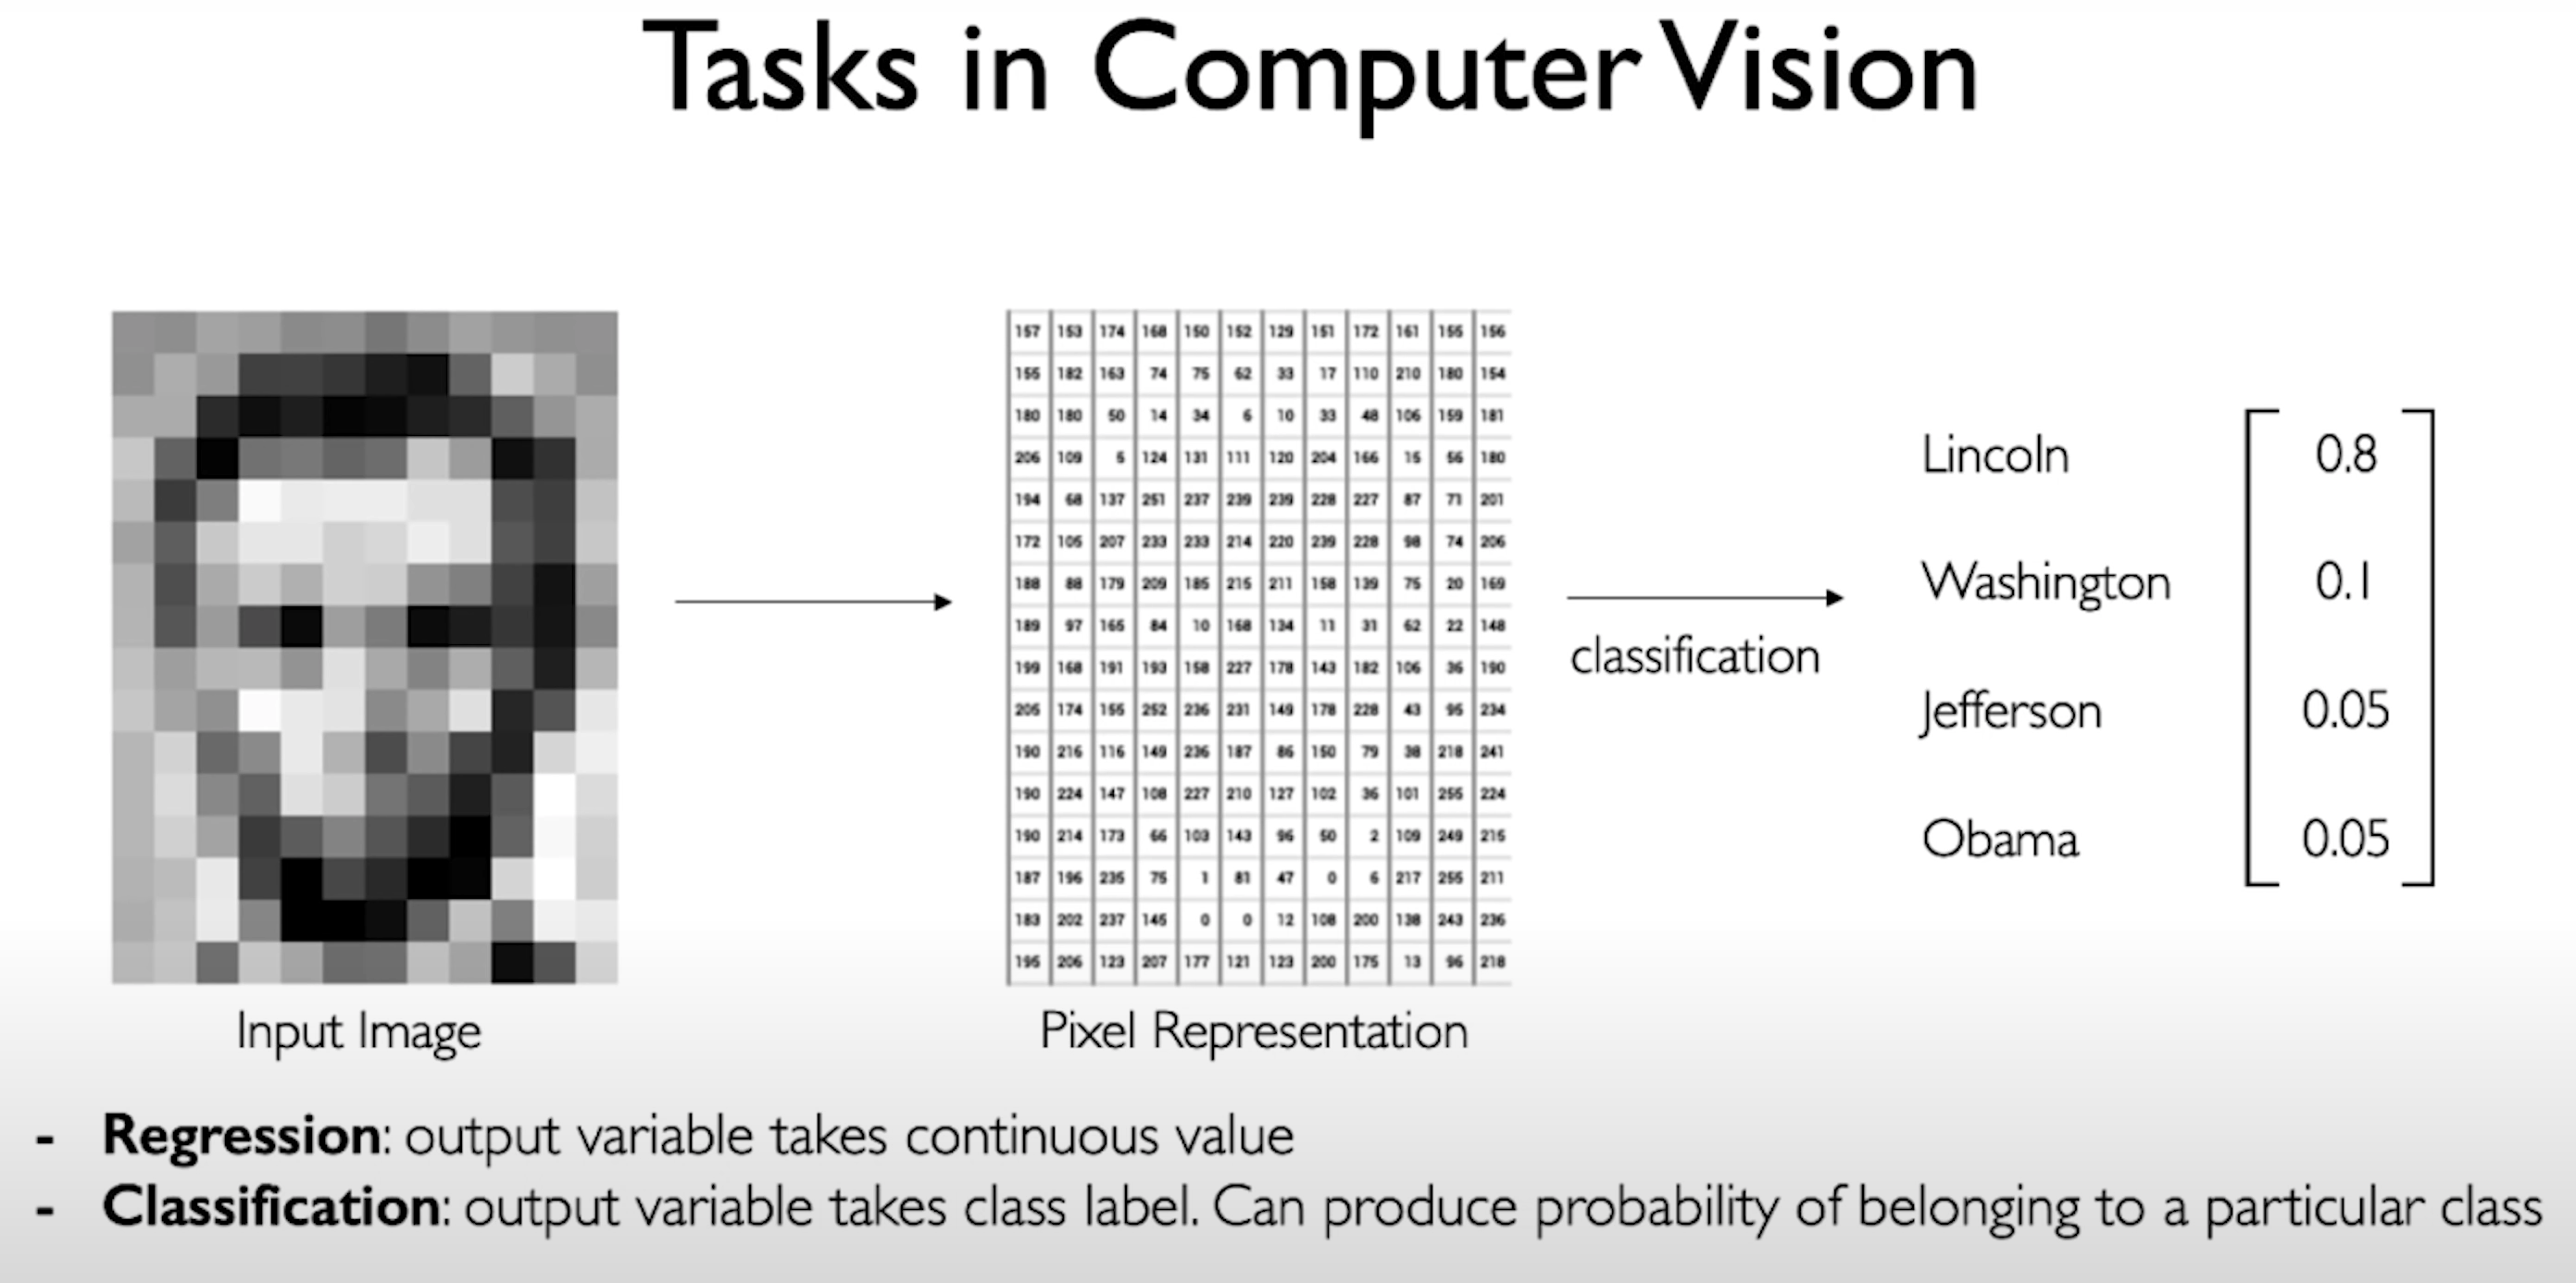 Tasks in Computer Vision
157 153 174 168 150 152 129 151 172 161 155 156
155 182 163 74 75 62 33 17 110 210 180 154
180 180 50 14 34 6 10 33 48 106 159 181
206 109 5 124 131 111 120 204 166 15 56 180
194 68 137 251 237 239 239 228 227 87 71 201
172 105 207 233 233 214 220 239 228 98 74 206
188 88 179 209 185 215 211 158 139 75 20 169
189 97 165 84 10 168 134 11 31 62 22 148
199 168 191 193 158 227 178 143 182 106 36 190
205 174 155 252 236 231 149 178 228 43 95 234
190 216 116 149 236 187 86 150 79 38 218 241
190 224 147 108 227 210 127 102 36 101 255 224
190 214 173 66 103 143 96 50 2 109 249 215
187 196 235 75 1 81 47 0 6 217 255 211
183 202 237 145 0 0 12 108 200 138 243 236
195 206 123 207 177 121 123 200 175 13 96 218
classification
Lincoln 0.8
Washington 0.1
Jefferson 0.05
Obama 0.05
Input Image
Pixel Representation
- Regression: output variable takes continuous value
- Classification: output variable takes class label. Can produce probability of belonging to a particular class